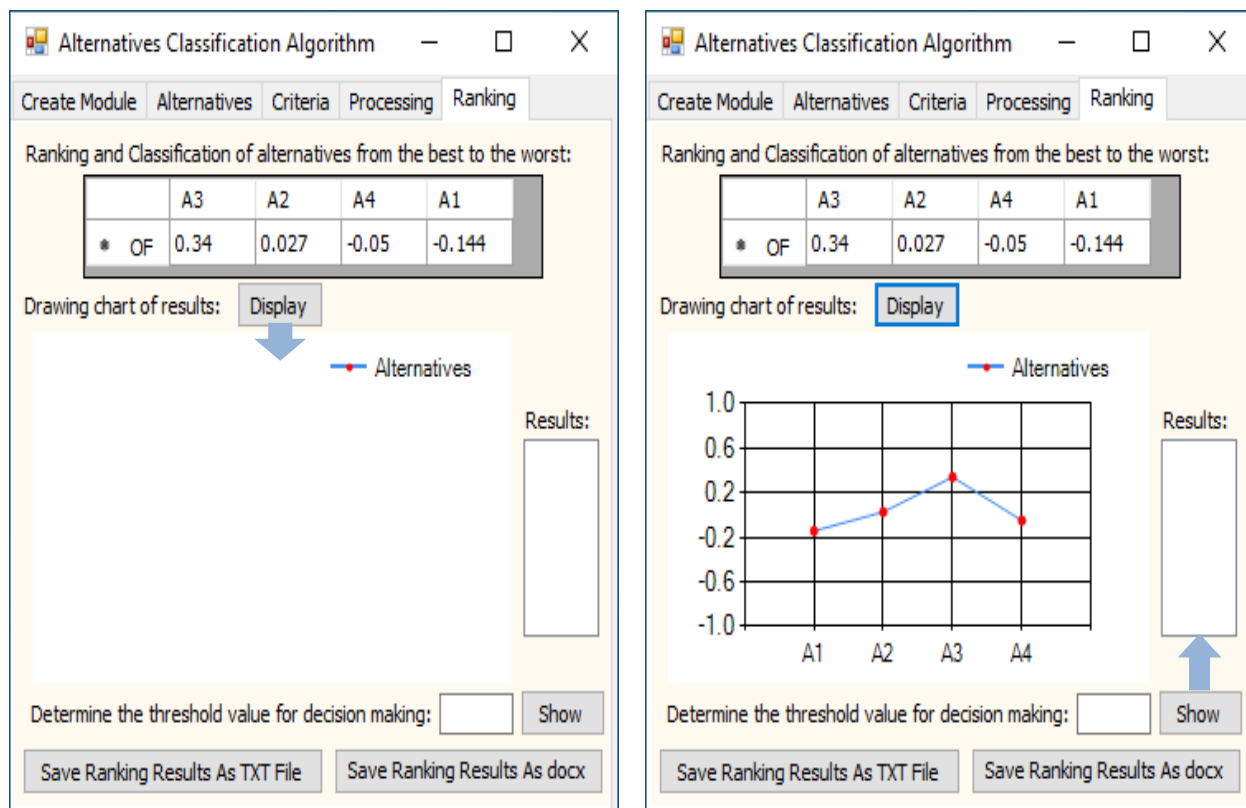 Alternatives Classification Algorithm
Create Module Alternatives Criteria Processing Ranking
Ranking and Classification of alternatives from the best to the worst:
A3 A2 A4 A1
* OF 0.34 0.027 -0.05 -0.144
Drawing chart of results: Display
Alternatives
Results:
Determine the threshold value for decision making: Show
Save Ranking Results As TXT File Save Ranking Results As docx
Alternatives Classification Algorithm
Create Module Alternatives Criteria Processing Ranking
Ranking and Classification of alternatives from the best to the worst:
A3 A2 A4 A1
* OF 0.34 0.027 -0.05 -0.144
Drawing chart of results: Display
Alternatives
1.0
Results:
0.6
0.2
-0.2
-0.6
-1.0
A1 A2 A3 A4
Determine the threshold value for decision making: Show
Save Ranking Results As TXT File Save Ranking Results As docx